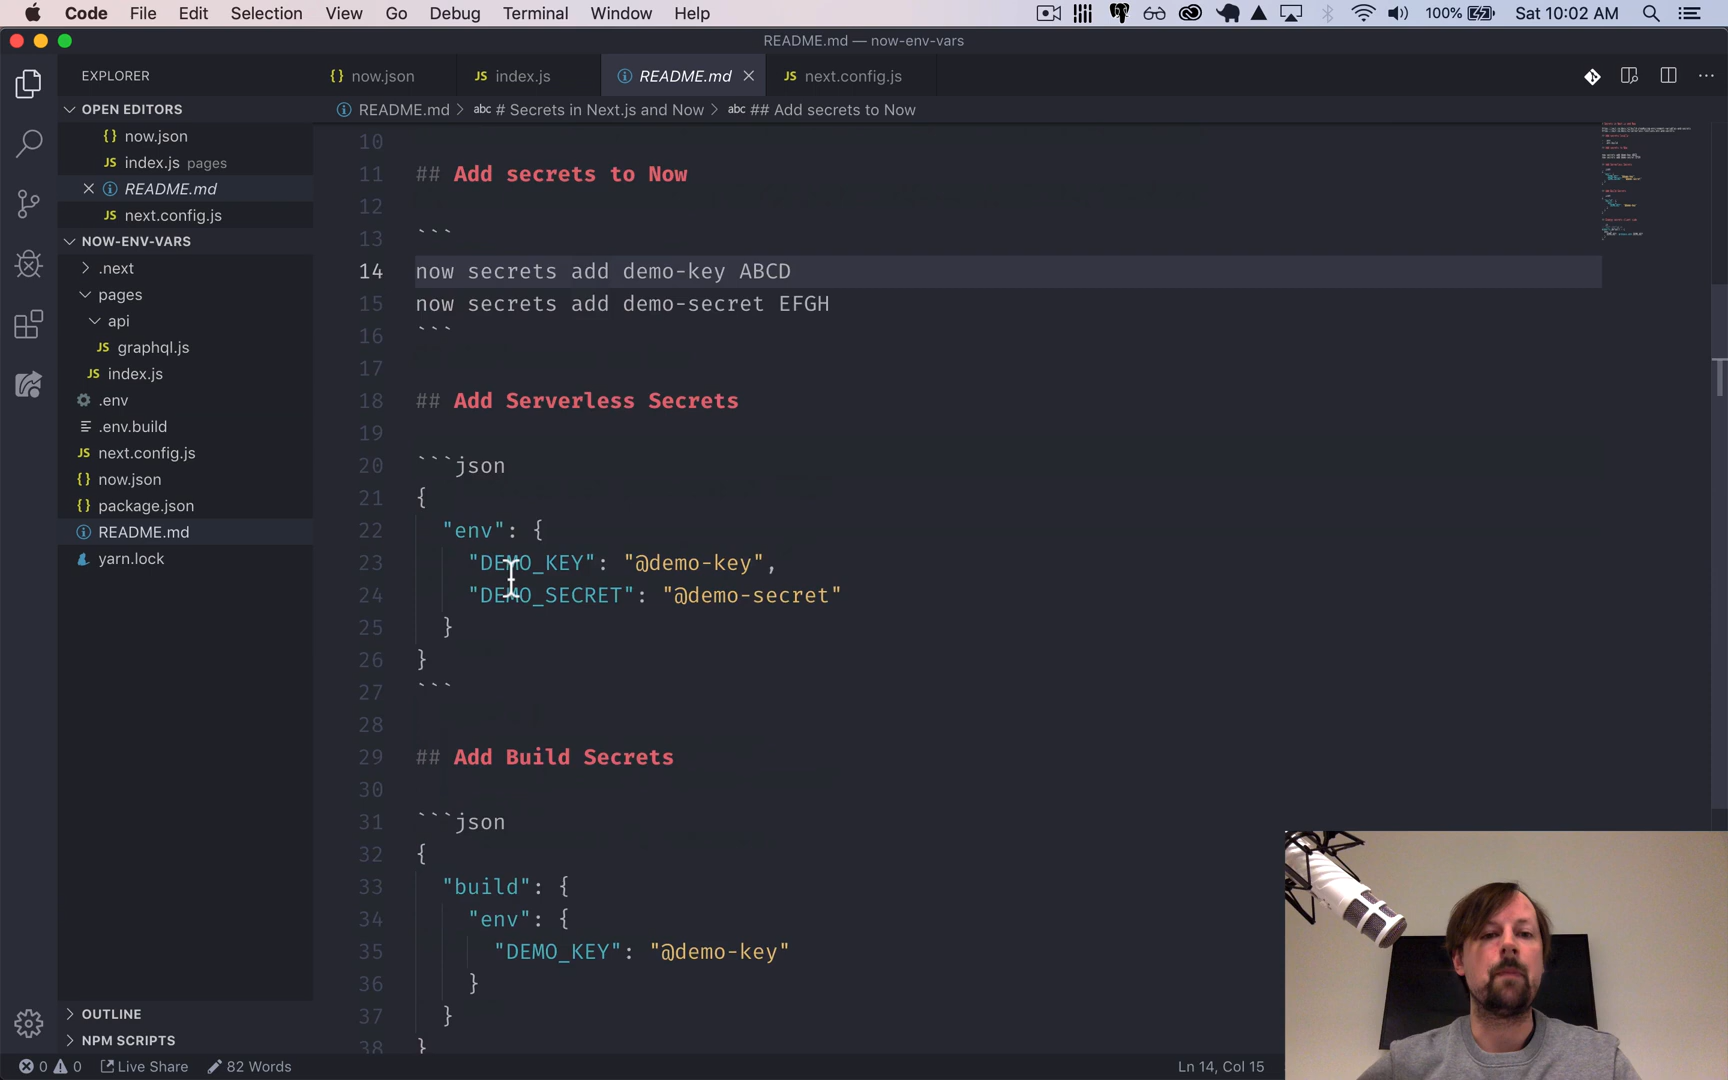 Code File Edit Selection View Go Debug Terminal Window Help 100% Sat 10:02 AM
README.md — now-env-vars
EXPLORER
{} now.json JS index.js README.md JS next.config.js
README.md > abc # Secrets in Next.js and Now > abc ## Add secrets to Now
OPEN EDITORS
{} now.json
JS index.js pages
README.md
JS next.config.js
NOW-ENV-VARS
.next
pages
api
JS graphql.js
JS index.js
.env
.env.build
JS next.config.js
{} now.json
{} package.json
README.md
yarn.lock
OUTLINE
NPM SCRIPTS
10
11 ## Add secrets to Now
12
13 ```
14 now secrets add demo-key ABCD
15 now secrets add demo-secret EFGH
16 ```
17
18 ## Add Serverless Secrets
19
20 ```json
21 {
22 "env": {
23 "DEMO_KEY": "@demo-key",
24 "DEMO_SECRET": "@demo-secret"
25 }
26 }
27 ```
28
29 ## Add Build Secrets
30
31 ```json
32 {
33 "build": {
34 "env": {
35 "DEMO_KEY": "@demo-key"
36 }
37 }
38 }
0 0 Live Share 82 Words Ln 14, Col 15